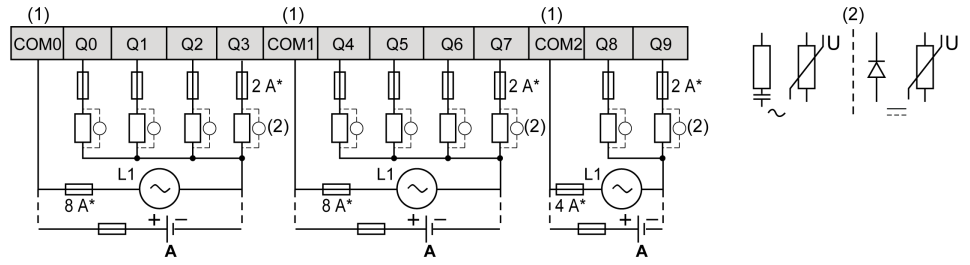 (1) (1) (1) (2)
COM0 Q0 Q1 Q2 Q3 COM1 Q4 Q5 Q6 Q7 COM2 Q8 Q9
U U
2 A* 2 A* 2 A*
(2) (2) (2)
L1 L1 L1
8 A* 8 A* 4 A*
+ − + − + −
A A A